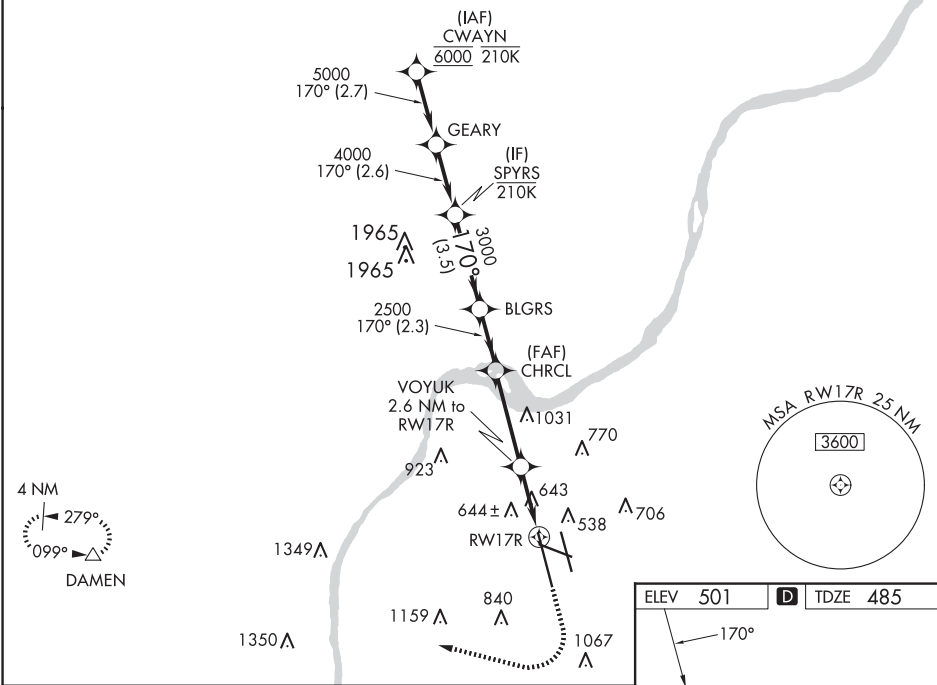 (IAF)
CWAYN
6000 210K
5000
170° (2.7)
GEARY
4000
170° (2.6)
(IF)
SPYRS
210K
1965
1965
3000
170°
(3.5)
2500
170° (2.3)
BLGRS
(FAF)
CHRCL
VOYUK
2.6 NM to
RW17R
1031
770
923
643
644±
538
706
RW17R
MSA RW17R 25 NM
3600
4 NM
279°
099°
DAMEN
1349
1159
840
1350
1067
ELEV 501 D TDZE 485
170°